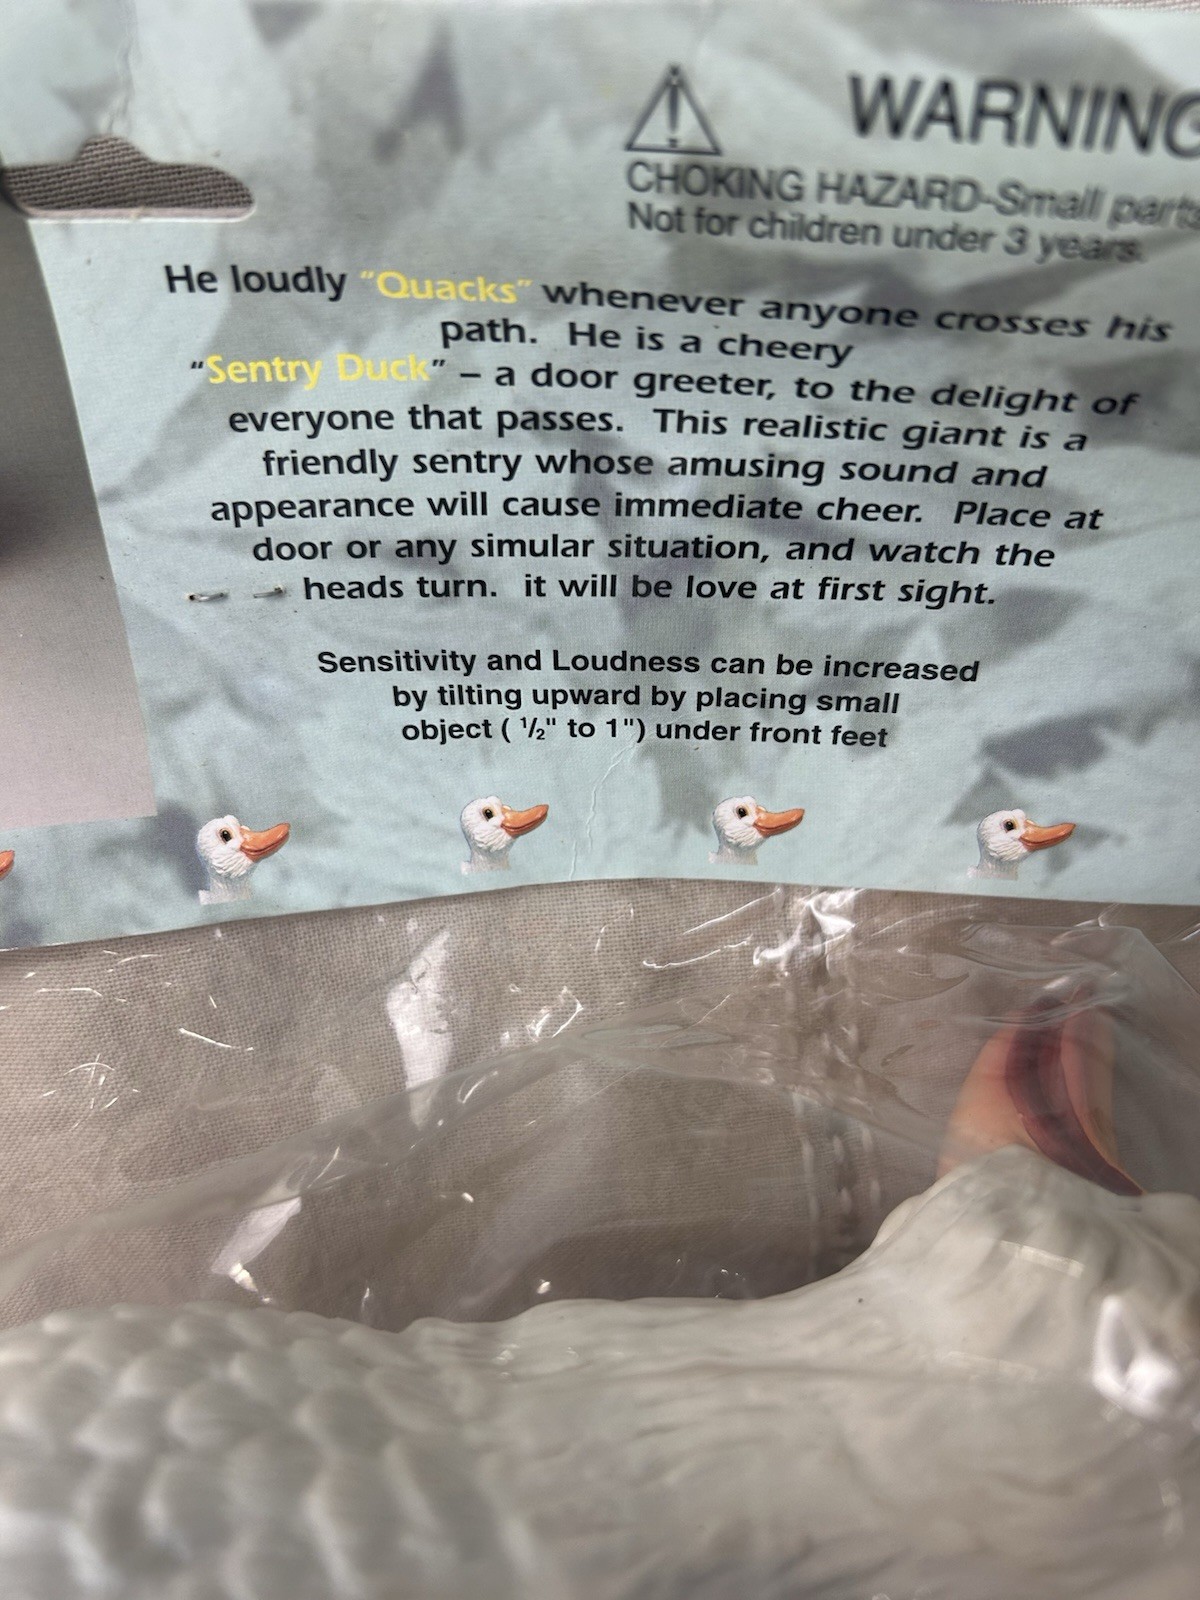 WARNING
CHOKING HAZARD-Small parts
Not for children under 3 years.
He loudly "Quacks" whenever anyone crosses his
path. He is a cheery
"Sentry Duck" – a door greeter, to the delight of
everyone that passes. This realistic giant is a
friendly sentry whose amusing sound and
appearance will cause immediate cheer. Place at
door or any simular situation, and watch the
heads turn. it will be love at first sight.
Sensitivity and Loudness can be increased
by tilting upward by placing small
object ( ½" to 1") under front feet